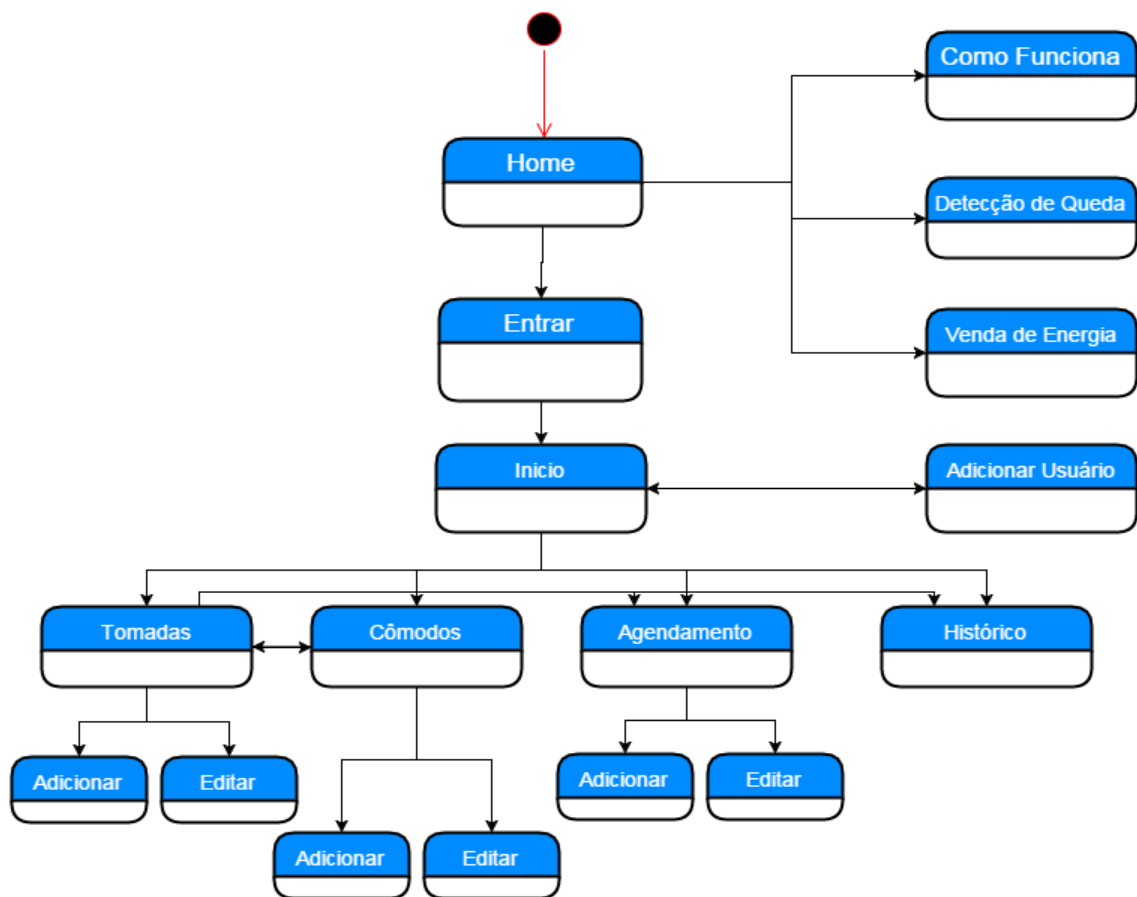 Como Funciona
Home
Detecção de Queda
Entrar
Venda de Energia
Inicio
Adicionar Usuário
Tomadas
Cômodos
Agendamento
Histórico
Adicionar
Editar
Adicionar
Editar
Adicionar
Editar